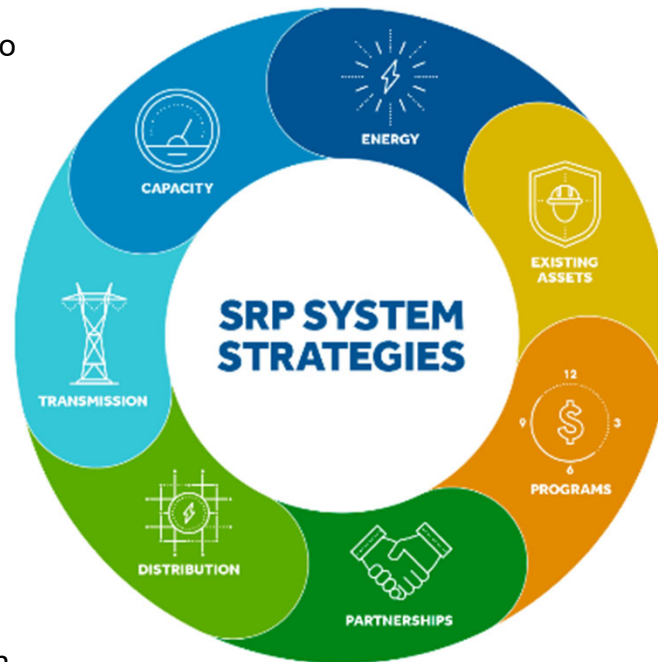 o
ENERGY
EXISTING
ASSETS
12
3
6
9
$
PROGRAMS
PARTNERSHIPS
DISTRIBUTION
TRANSMISSION
CAPACITY
SRP SYSTEM
STRATEGIES